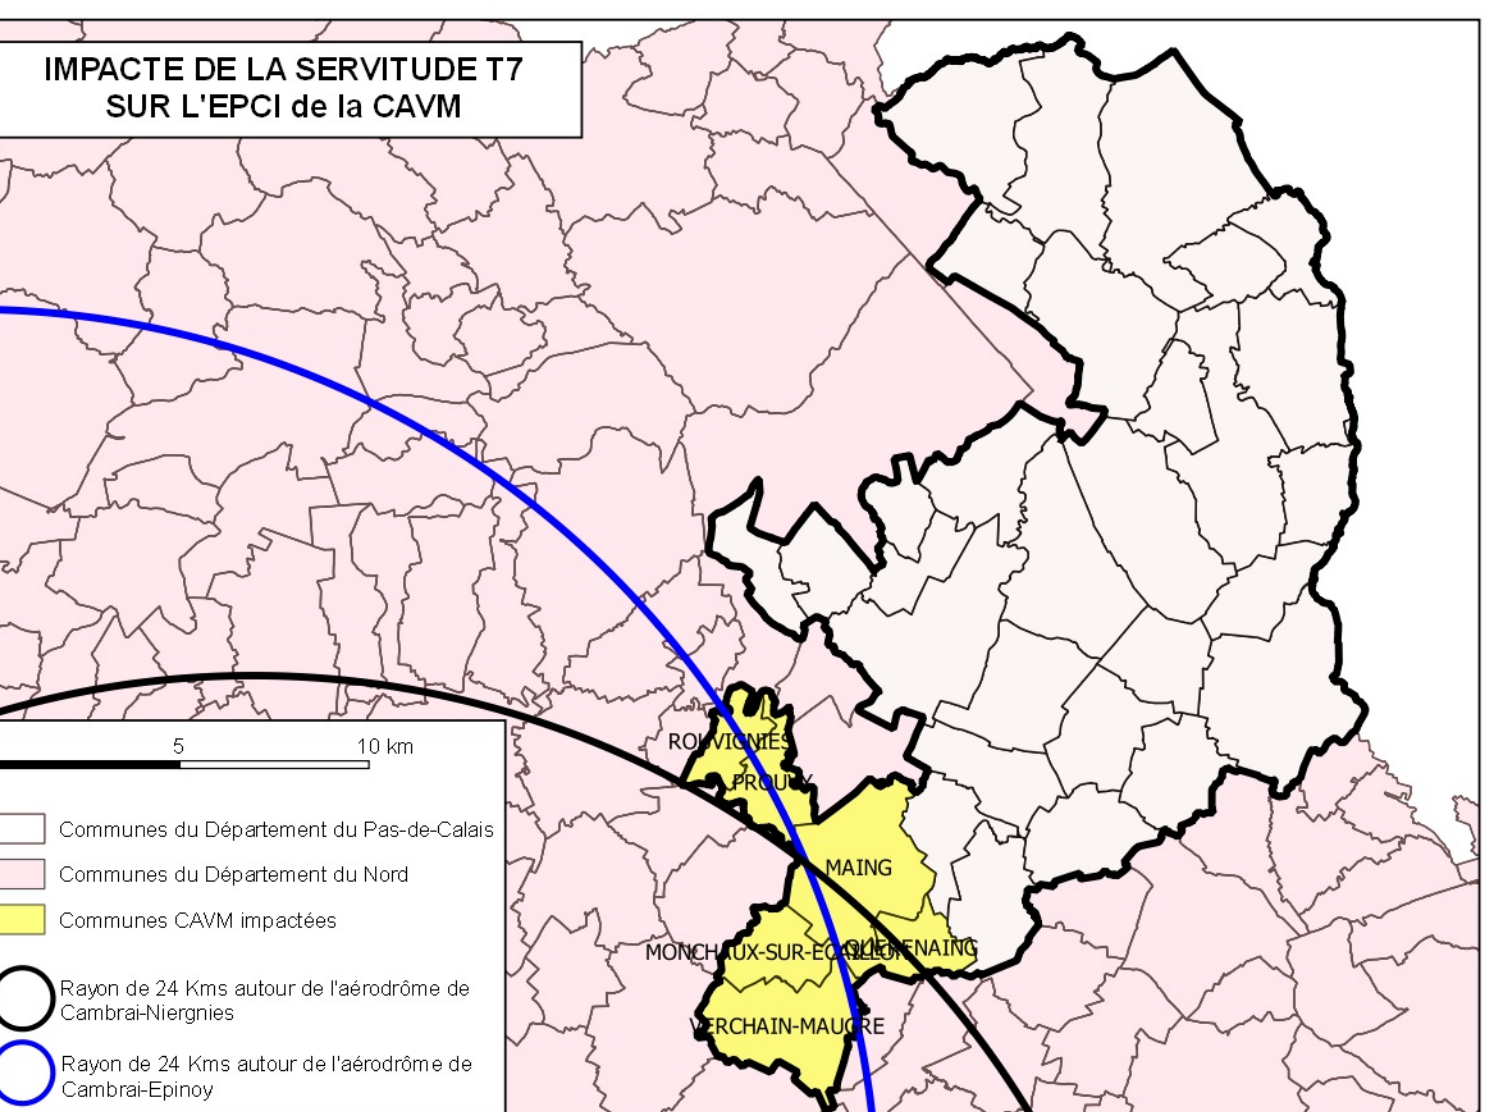 IMPACTE DE LA SERVITUDE T7
SUR L'EPCI de la CAVM
ROUVIGNIES
PROUVY
MAING
MONCHAUX-SUR-ECAILLON
QUERENAING
VERCHAIN-MAUGRE
5 10 km
Communes du Département du Pas-de-Calais
Communes du Département du Nord
Communes CAVM impactées
Rayon de 24 Kms autour de l'aérodrôme de
Cambrai-Niergnies
Rayon de 24 Kms autour de l'aérodrôme de
Cambrai-Epinoy